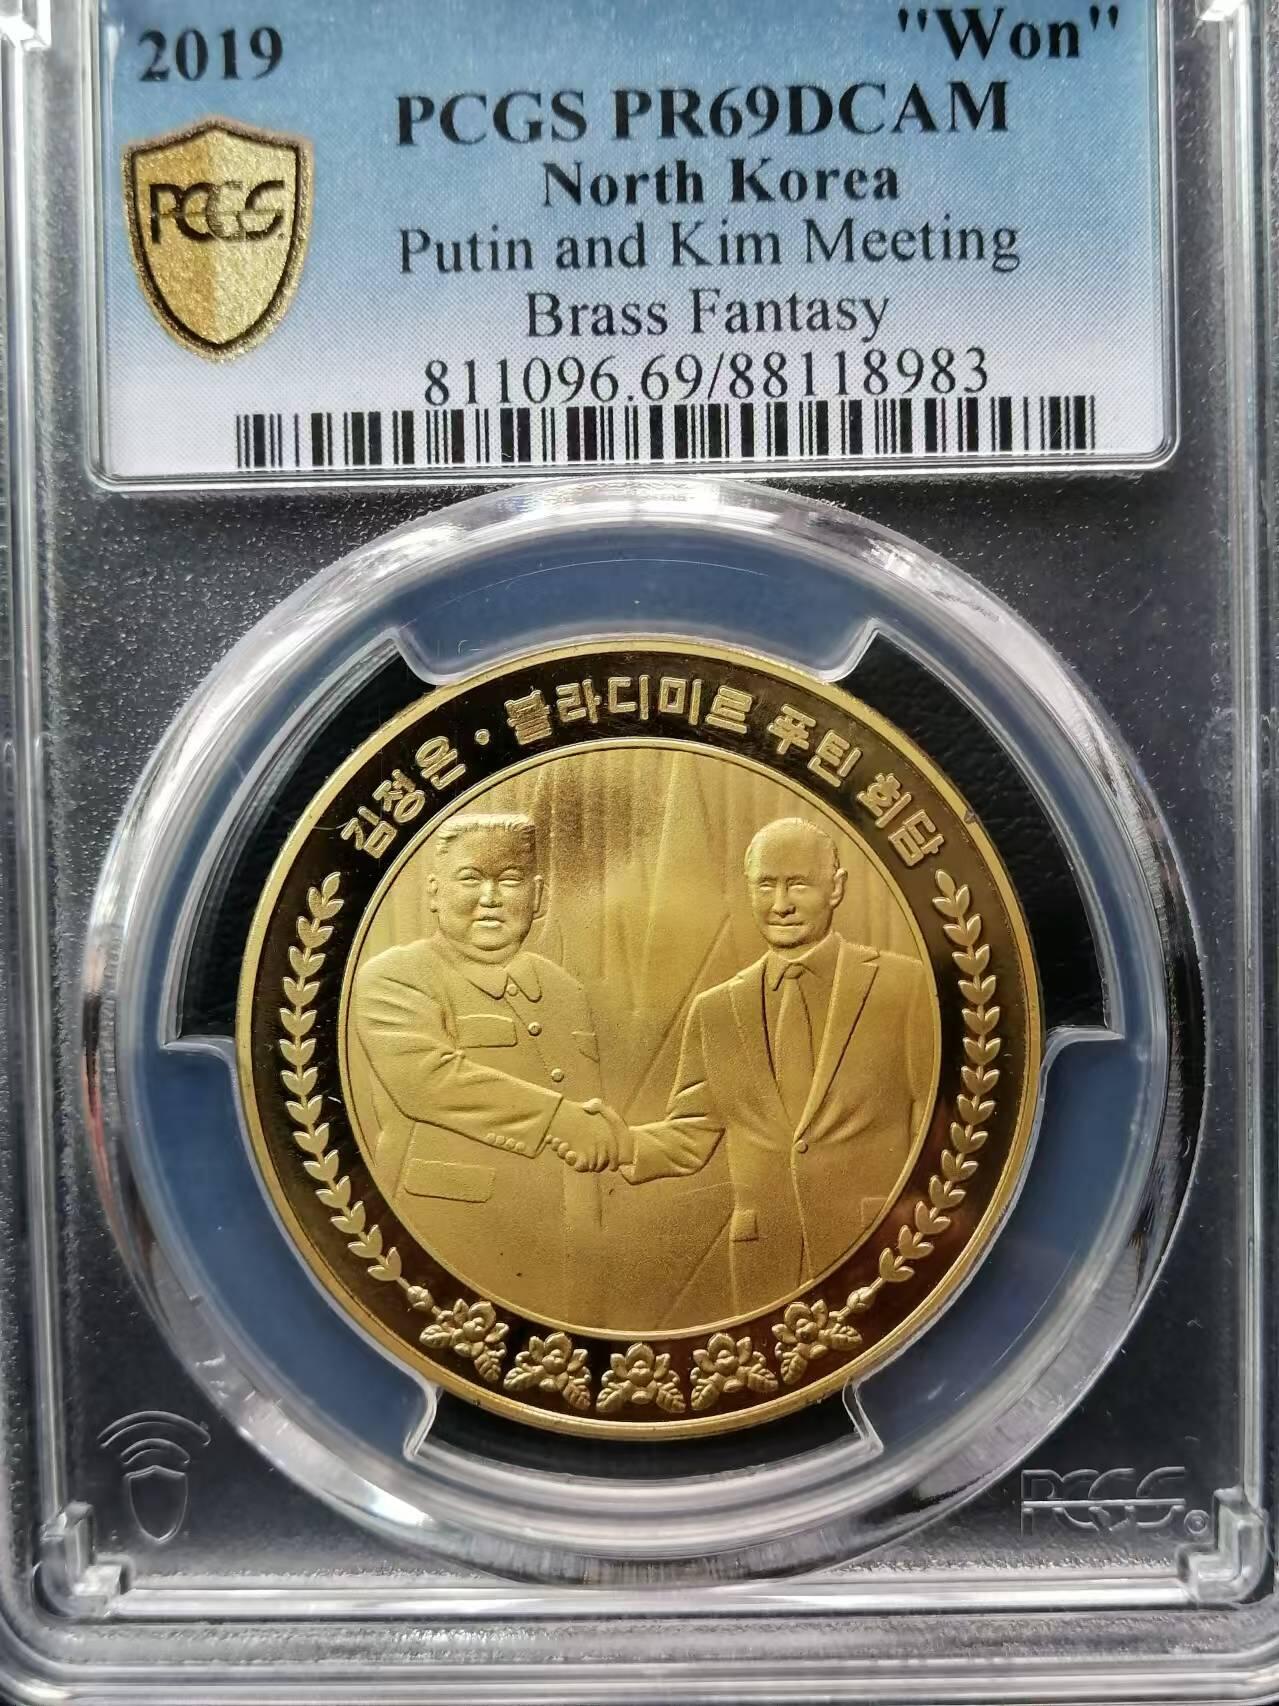 2019 "Won"
PCGS PR69DCAM
North Korea
PCGS
Putin and Kim Meeting
Brass Fantasy
811096.69/88118983
김정은 · 블라디미르 푸틴 회담
PCGS